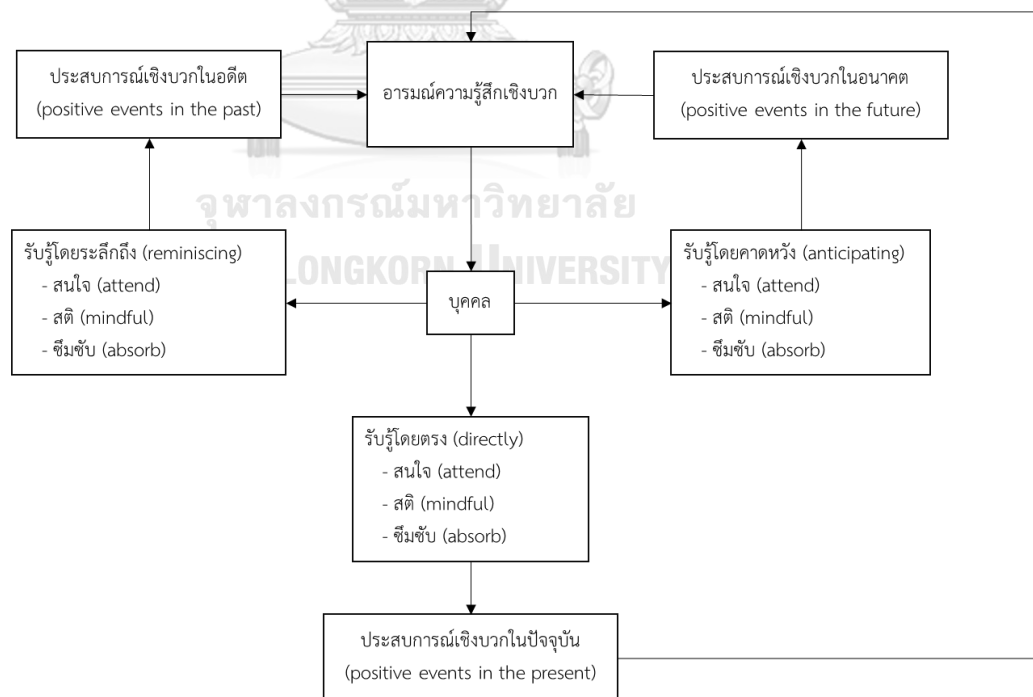 ประสบการณ์เชิงบวกในอดีต
(positive events in the past)
อารมณ์ความรู้สึกเชิงบวก
ประสบการณ์เชิงบวกในอนาคต
(positive events in the future)
จุฬาลงกรณ์มหาวิทยาลัย
LONGKORN UNIVERSITY
รับรู้โดยระลึกถึง (reminiscing)
- สนใจ (attend)
- สติ (mindful)
- ซึมซับ (absorb)
บุคคล
รับรู้โดยคาดหวัง (anticipating)
- สนใจ (attend)
- สติ (mindful)
- ซึมซับ (absorb)
รับรู้โดยตรง (directly)
- สนใจ (attend)
- สติ (mindful)
- ซึมซับ (absorb)
ประสบการณ์เชิงบวกในปัจจุบัน
(positive events in the present)